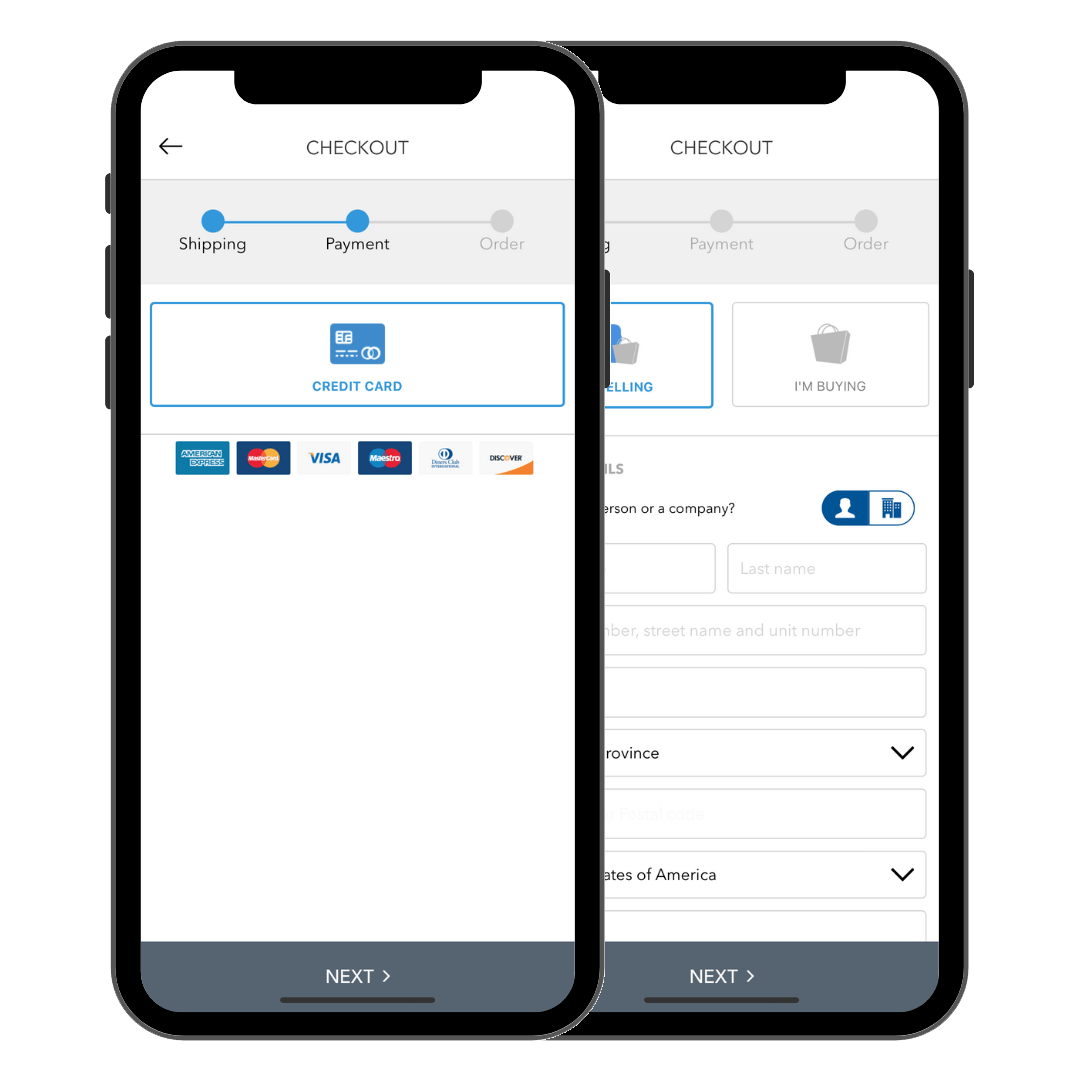 CHECKOUT
Shipping
Payment
Order
CREDIT CARD
AMERICAN EXPRESS
MasterCard
VISA
Maestro
Diners Club
INTERNATIONAL
DISCOVER
NEXT >
CHECKOUT
g
Payment
Order
ELLING
I'M BUYING
ILS
erson or a company?
Last name
nber, street name and unit number
rovince
Postal code
ates of America
NEXT >